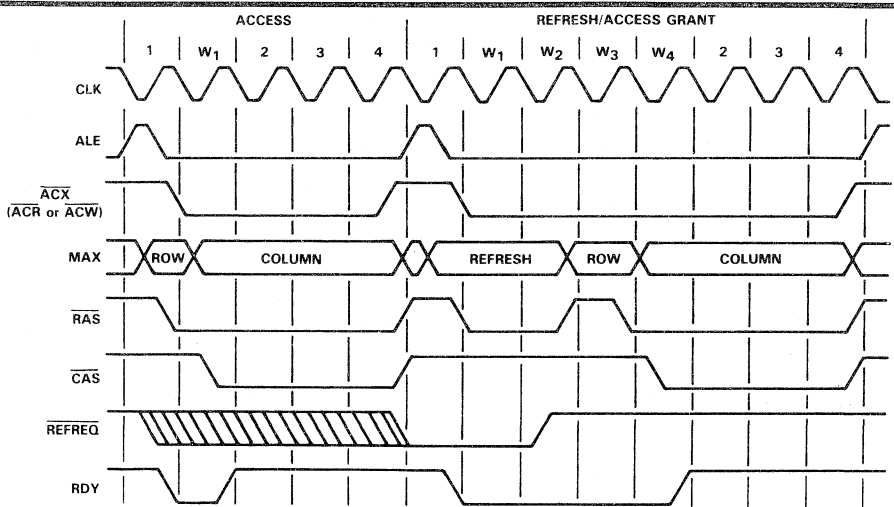 ACCESS REFRESH/ACCESS GRANT
1 W1 2 3 4 1 W1 W2 W3 W4 2 3 4
CLK
ALE
ACX
(ACR or ACW)
MAX ROW COLUMN REFRESH ROW COLUMN
RAS
CAS
REFREQ
RDY